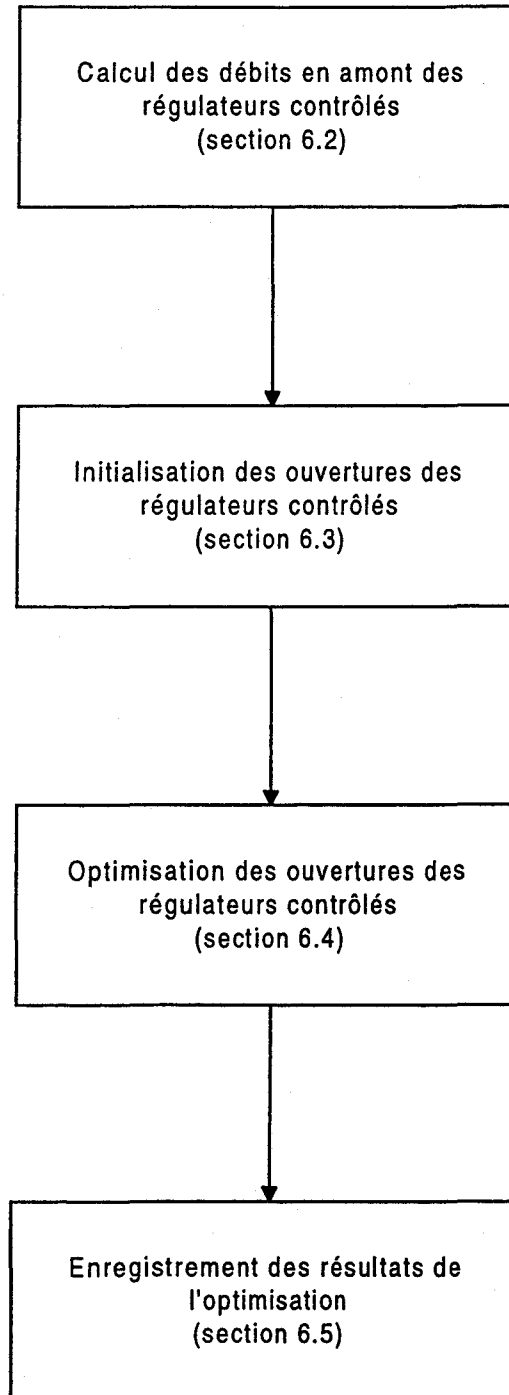 Calcul des débits en amont des
régulateurs contrôlés
(section 6.2)
Initialisation des ouvertures des
régulateurs contrôlés
(section 6.3)
Optimisation des ouvertures des
régulateurs contrôlés
(section 6.4)
Enregistrement des résultats de
l'optimisation
(section 6.5)